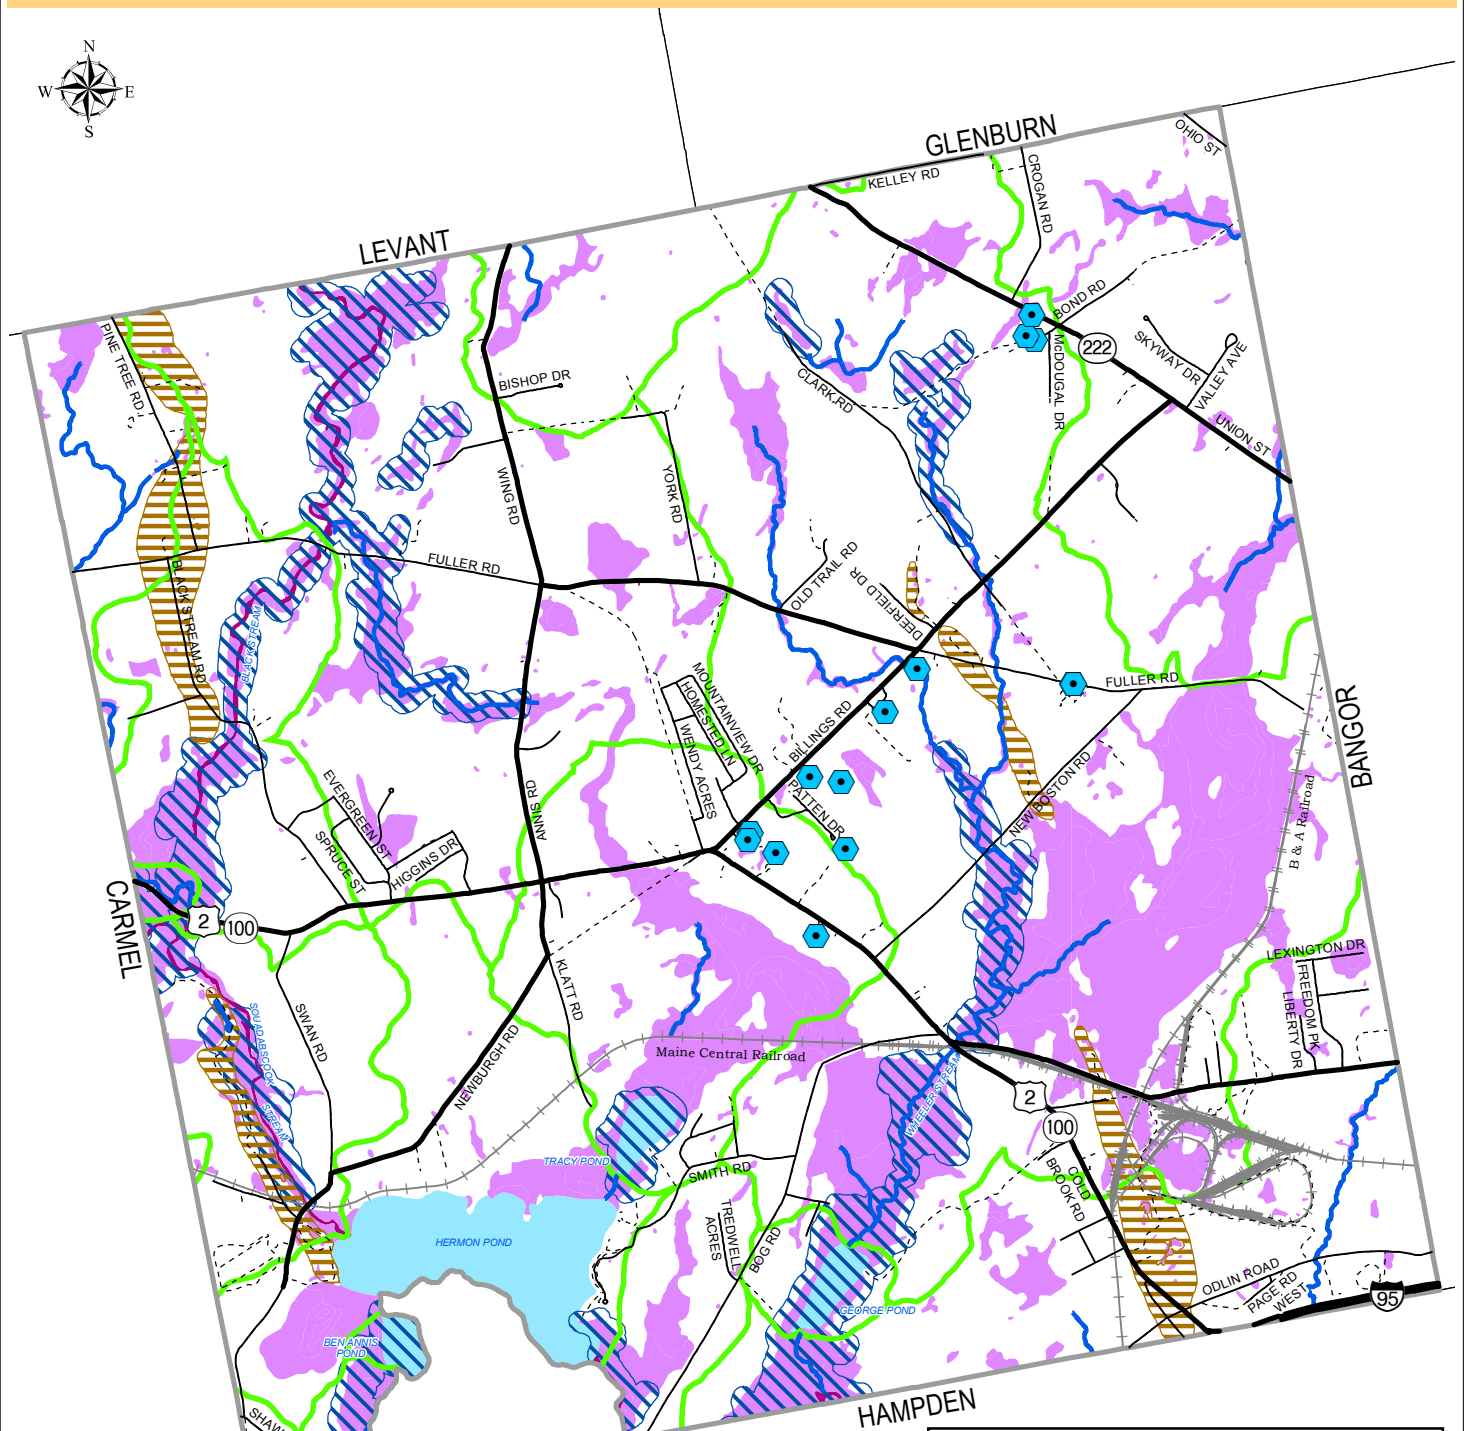 N
W E
S
GLENBURN
OHIO ST
KELLEY RD
CROGAN RD
LEVANT
BOND RD
222
McDOUGAL DR
SKYWAY DR
VALLEY AVE
UNION ST
PINE TREE RD
BISHOP DR
CLARK RD
WING RD
YORK RD
FULLER RD
OLD TRAIL RD
DEERFIELD DR
BLACK STREAM RD
BLACK STREAM
FULLER RD
MOUNTAINVIEW DR
HOMESTED LN
WENDY ACRES
BILLINGS RD
PATTEN DR
NEW BOSTON RD
BANGOR
B & A Railroad
EVERGREEN ST
SPRUCE ST
HIGGINS DR
ANNIS RD
CARMEL
2
100
KLATT RD
LEXINGTON DR
FREEDOM PK
LIBERTY DR
SWAN RD
SOUADABSCOOK
STREAM
NEWBURGH RD
Maine Central Railroad
WHEELER STREAM
2
100
TRACY POND
SMITH RD
COLD
BROOK RD
TREDWELL
ACRES
BOG RD
HERMON POND
GEORGE POND
ODLIN ROAD
PAGE RD
WEST
95
BEN ANNIS
POND
HAMPDEN
SHAW